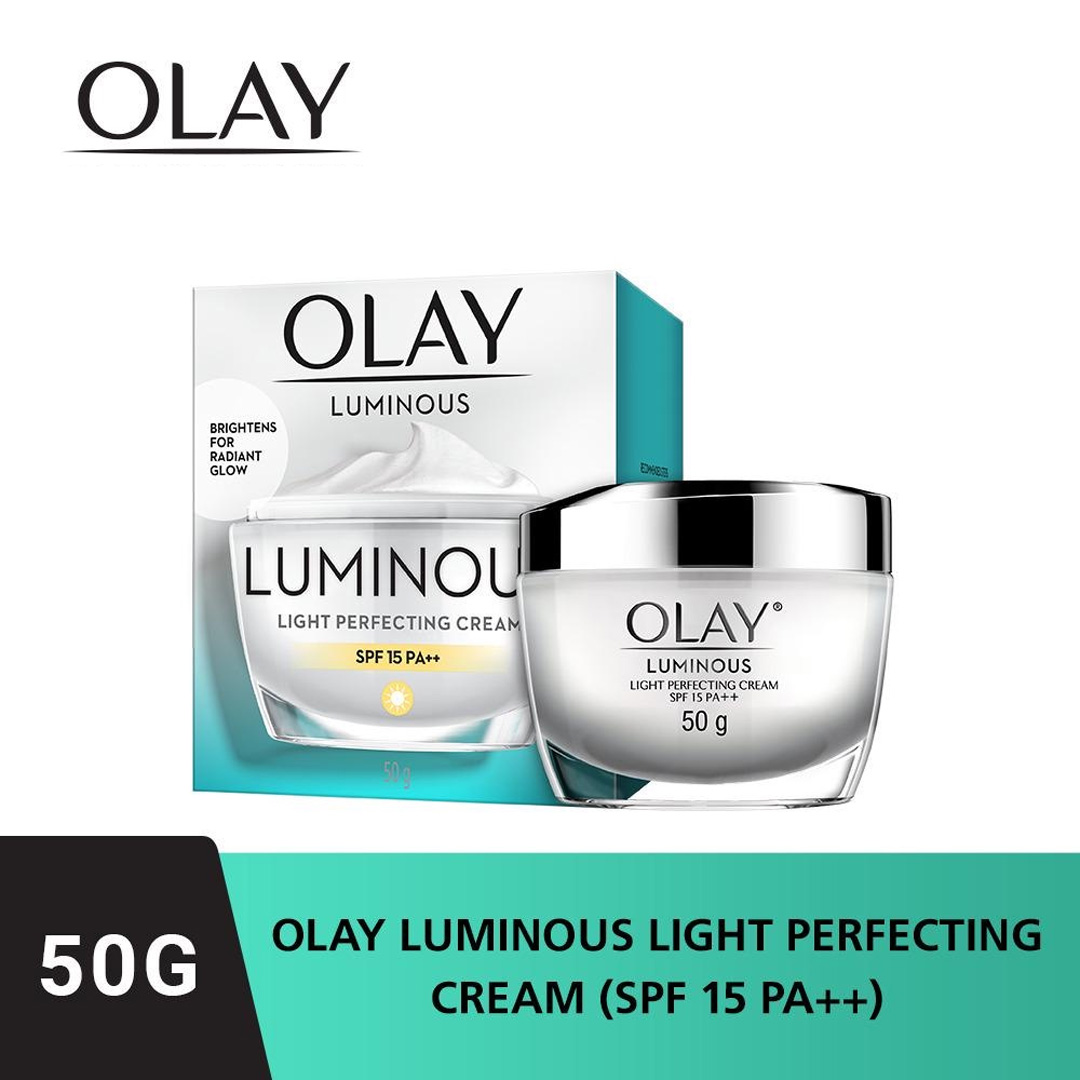 OLAY
OLAY
LUMINOUS
BRIGHTENS
FOR
RADIANT
GLOW
LUMINOU
LIGHT PERFECTING CREAM
SPF 15 PA++
50 g
OLAY®
LUMINOUS
LIGHT PERFECTING CREAM
SPF 15 PA++
50 g
50G
OLAY LUMINOUS LIGHT PERFECTING
CREAM (SPF 15 PA++)